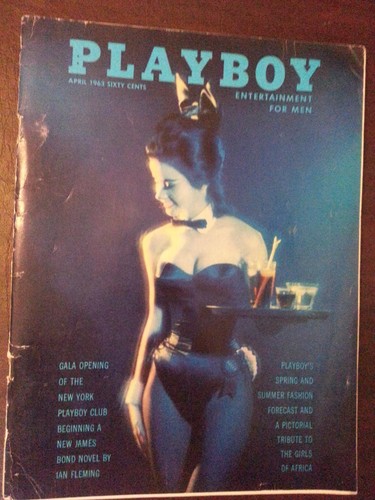 PLAYBOY
APRIL 1963 SIXTY CENTS
ENTERTAINMENT
FOR MEN
GALA OPENING
OF THE
NEW YORK
PLAYBOY CLUB
BEGINNING A
NEW JAMES
BOND NOVEL BY
IAN FLEMING
PLAYBOY'S
SPRING AND
SUMMER FASHION
FORECAST AND
A PICTORIAL
TRIBUTE TO
THE GIRLS
OF AFRICA